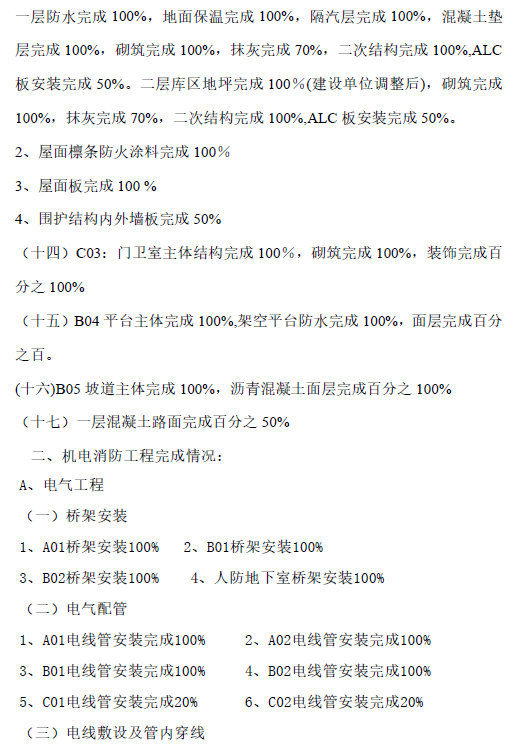 一层防水完成 100%，地面保温完成 100%，隔汽层完成 100%，混凝土垫
层完成 100%，砌筑完成 100%，抹灰完成 70%，二次结构完成 100%,ALC
板安装完成 50%。二层库区地坪完成 100%(建设单位调整后)，砌筑完成
100%，抹灰完成 70%，二次结构完成 100%,ALC 板安装完成 50%。
2、屋面檩条防火涂料完成 100%
3、屋面板完成 100 %
4、围护结构内外墙板完成 50%
（十四）C03：门卫室主体结构完成 100%，砌筑完成 100%，装饰完成百
分之 100%
（十五）B04 平台主体完成 100%,架空平台防水完成 100%，面层完成百分
之百。
(十六)B05 坡道主体完成 100%，沥青混凝土面层完成百分之 100%
（十七）一层混凝土路面完成百分之 50%
二、机电消防工程完成情况：
A、电气工程
（一）桥架安装
1、A01桥架安装100% 2、B01桥架安装100%
3、B02桥架安装100% 4、人防地下室桥架安装100%
（二）电气配管
1、A01电线管安装完成100% 2、A02电线管安装完成100%
3、B01电线管安装完成100% 4、B02电线管安装完成100%
5、C01电线管安装完成20% 6、C02电线管安装完成20%
（三）电线敷设及管内穿线